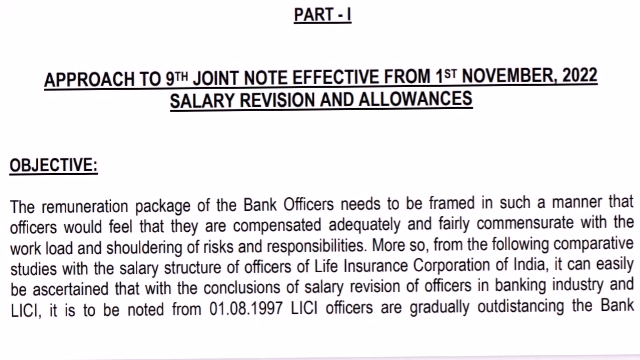 PART - I
APPROACH TO 9TH JOINT NOTE EFFECTIVE FROM 1ST NOVEMBER, 2022
SALARY REVISION AND ALLOWANCES
OBJECTIVE:
The remuneration package of the Bank Officers needs to be framed in such a manner that
officers would feel that they are compensated adequately and fairly commensurate with the
work load and shouldering of risks and responsibilities. More so, from the following comparative
studies with the salary structure of officers of Life Insurance Corporation of India, it can easily
be ascertained that with the conclusions of salary revision of officers in banking industry and
LICI, it is to be noted from 01.08.1997 LICI officers are gradually outdistancing the Bank